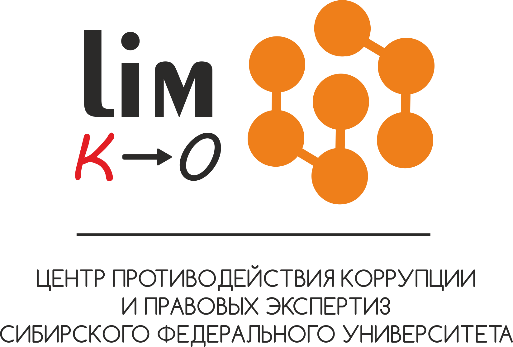 lim
К→О
ЦЕНТР ПРОТИВОДЕЙСТВИЯ КОРРУПЦИИ
И ПРАВОВЫХ ЭКСПЕРТИЗ
СИБИРСКОГО ФЕДЕРАЛЬНОГО УНИВЕРСИТЕТА